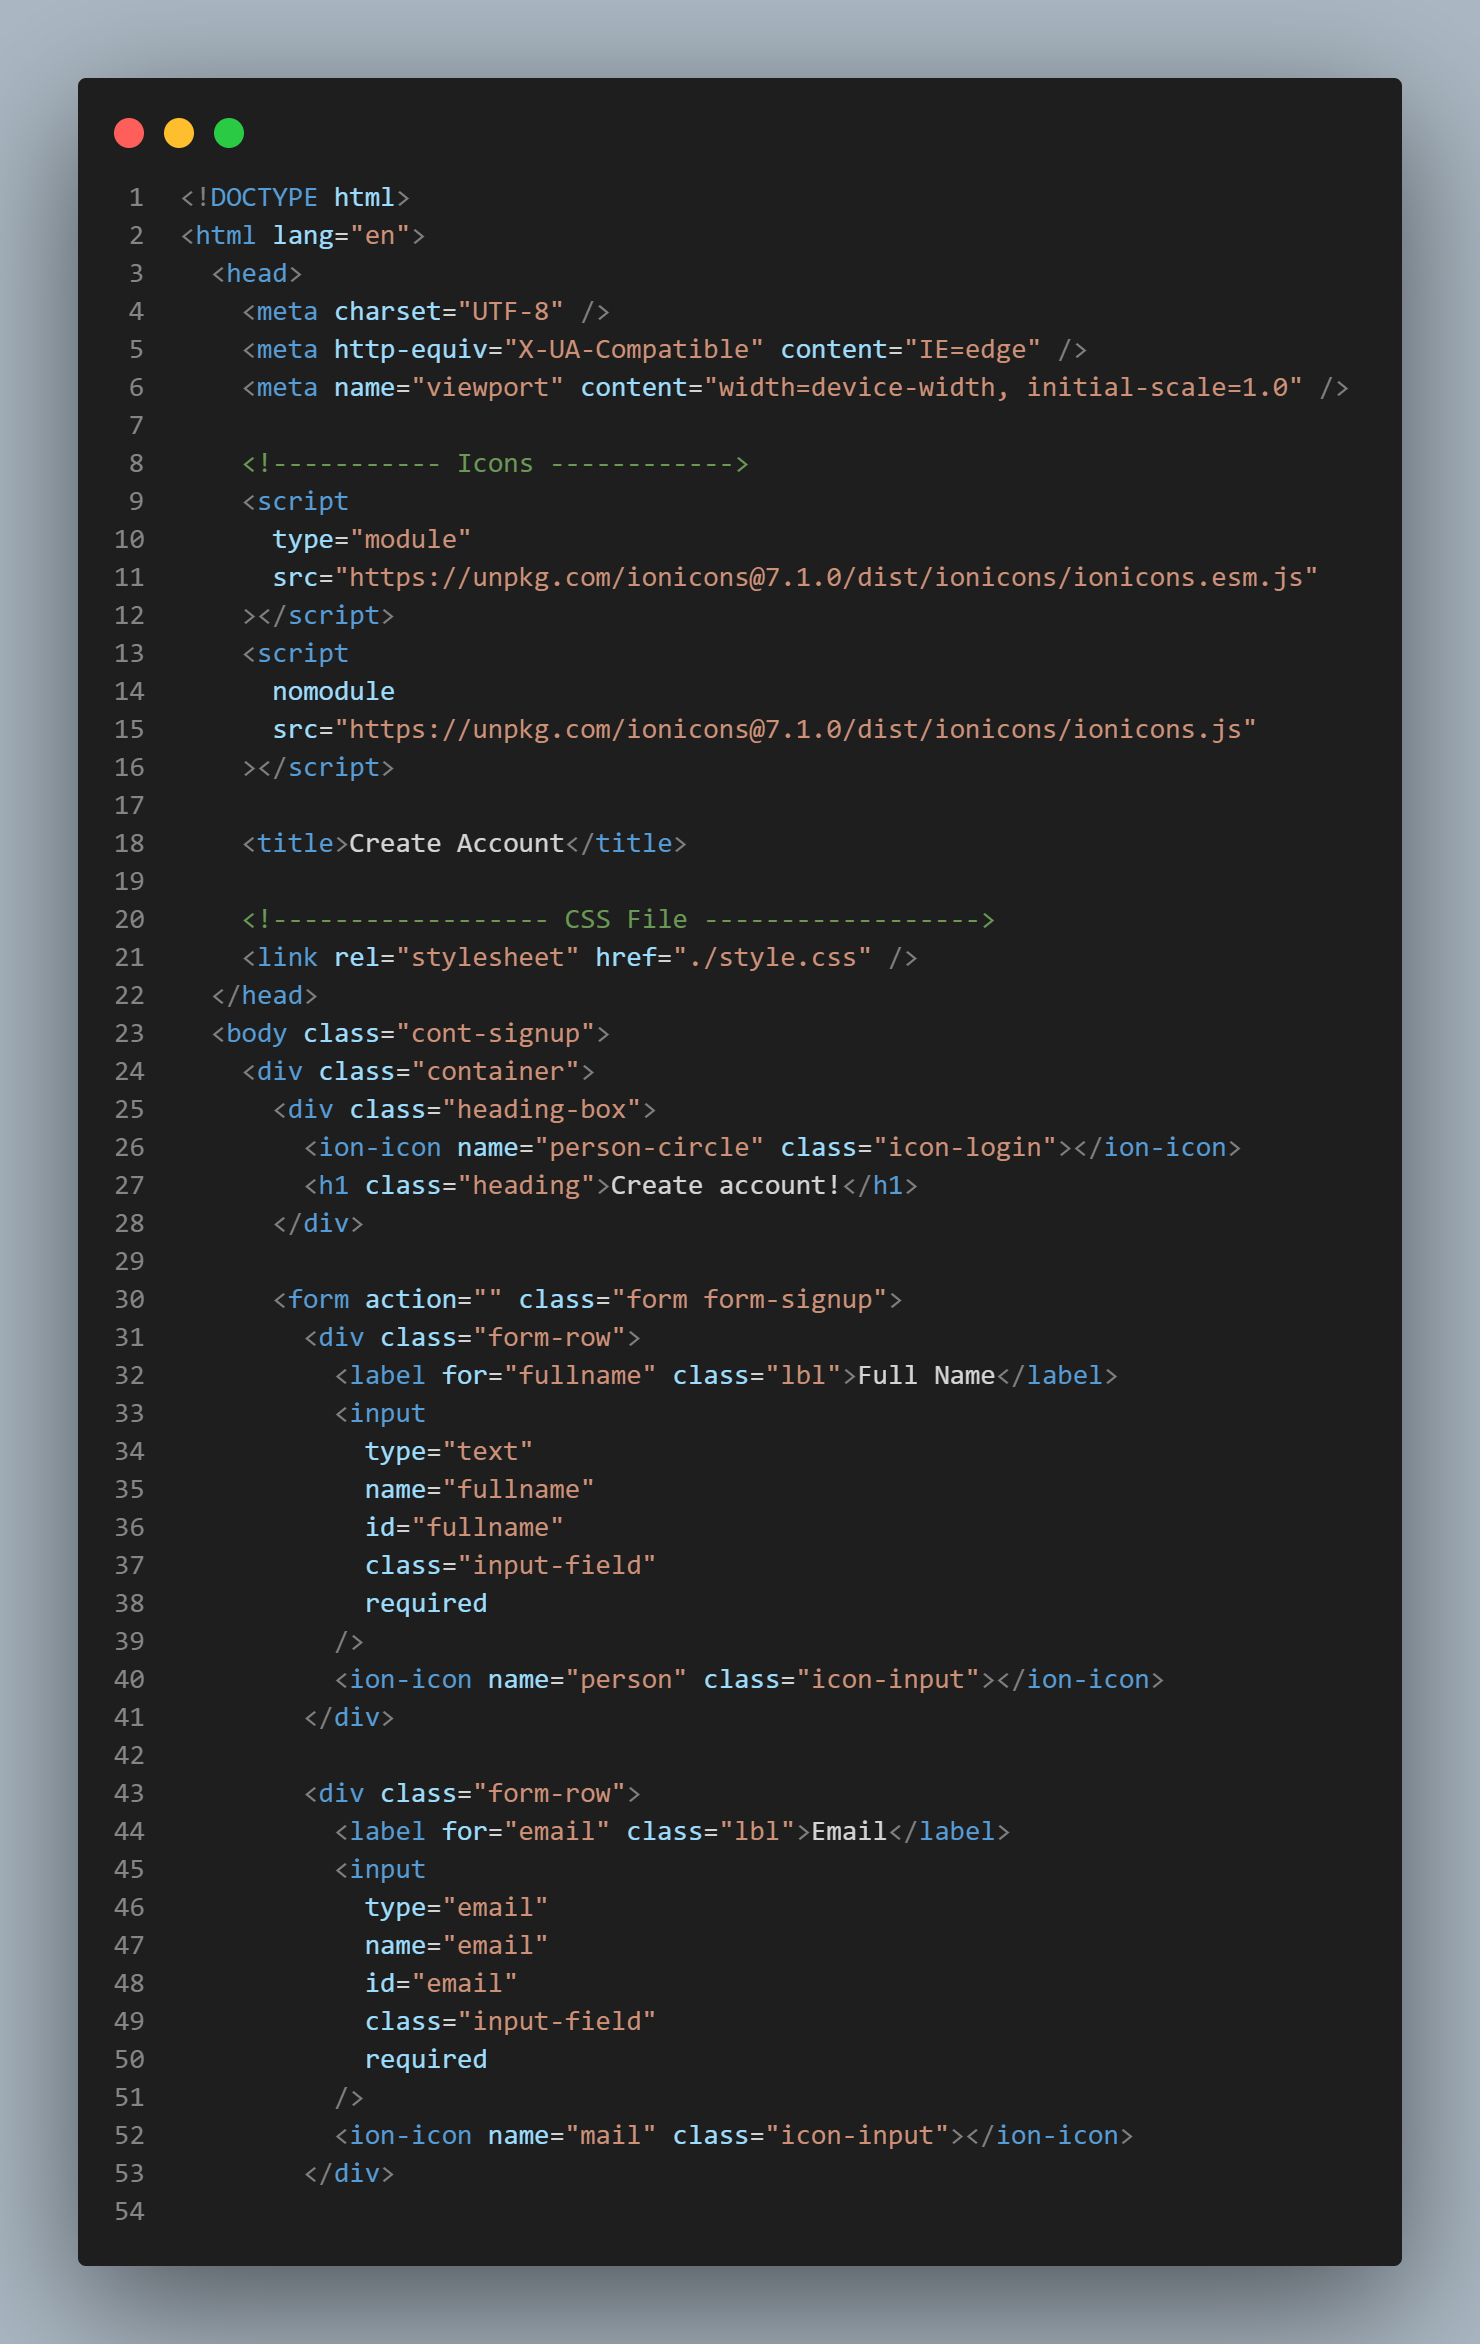 1 <!DOCTYPE html>
2 <html lang="en">
3   <head>
4     <meta charset="UTF-8" />
5     <meta http-equiv="X-UA-Compatible" content="IE=edge" />
6     <meta name="viewport" content="width=device-width, initial-scale=1.0" />
7
8     <!----------- Icons ------------>
9     <script
10       type="module"
11       src="https://unpkg.com/ionicons@7.1.0/dist/ionicons/ionicons.esm.js"
12     ></script>
13     <script
14       nomodule
15       src="https://unpkg.com/ionicons@7.1.0/dist/ionicons/ionicons.js"
16     ></script>
17
18     <title>Create Account</title>
19
20     <!------------------ CSS File ------------------>
21     <link rel="stylesheet" href="./style.css" />
22   </head>
23   <body class="cont-signup">
24     <div class="container">
25       <div class="heading-box">
26         <ion-icon name="person-circle" class="icon-login"></ion-icon>
27         <h1 class="heading">Create account!</h1>
28       </div>
29
30       <form action="" class="form form-signup">
31         <div class="form-row">
32           <label for="fullname" class="lbl">Full Name</label>
33           <input
34             type="text"
35             name="fullname"
36             id="fullname"
37             class="input-field"
38             required
39           />
40           <ion-icon name="person" class="icon-input"></ion-icon>
41         </div>
42
43         <div class="form-row">
44           <label for="email" class="lbl">Email</label>
45           <input
46             type="email"
47             name="email"
48             id="email"
49             class="input-field"
50             required
51           />
52           <ion-icon name="mail" class="icon-input"></ion-icon>
53         </div>
54